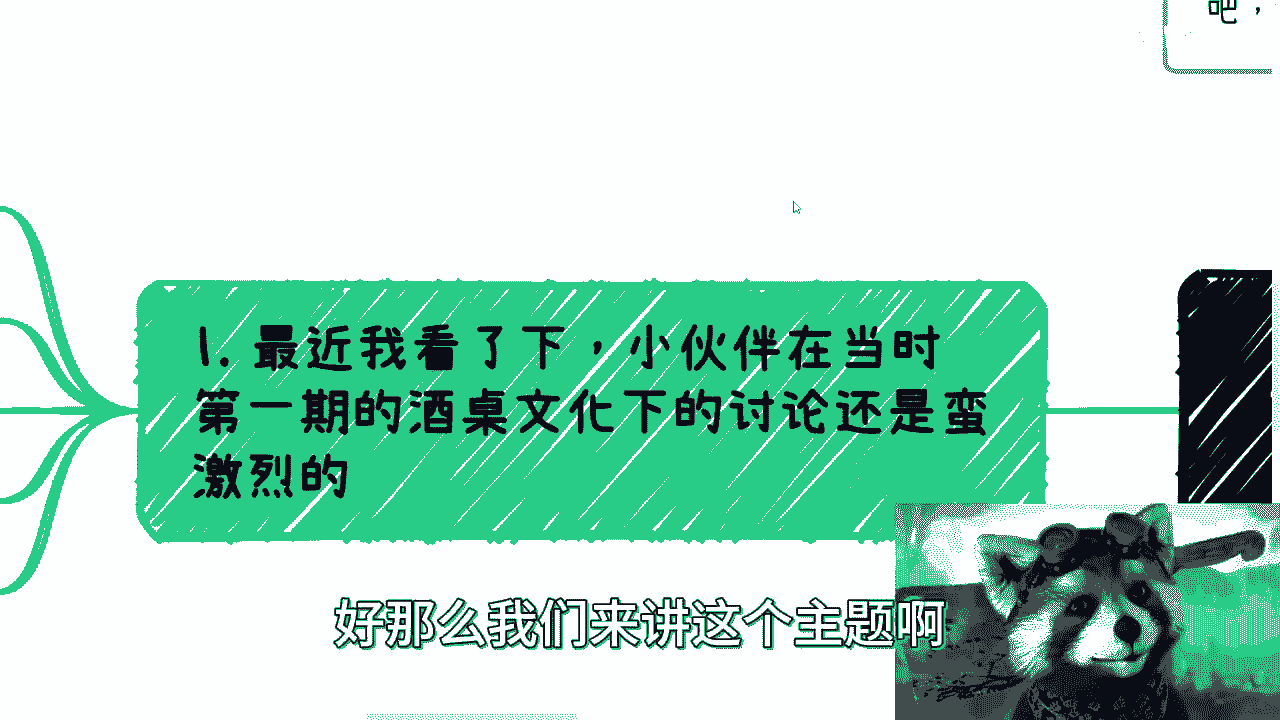 吧，
1. 最近我看了下，小伙伴在当时
第一期的酒桌文化下的讨论还是蛮
激烈的
好那么我们来讲这个主题啊